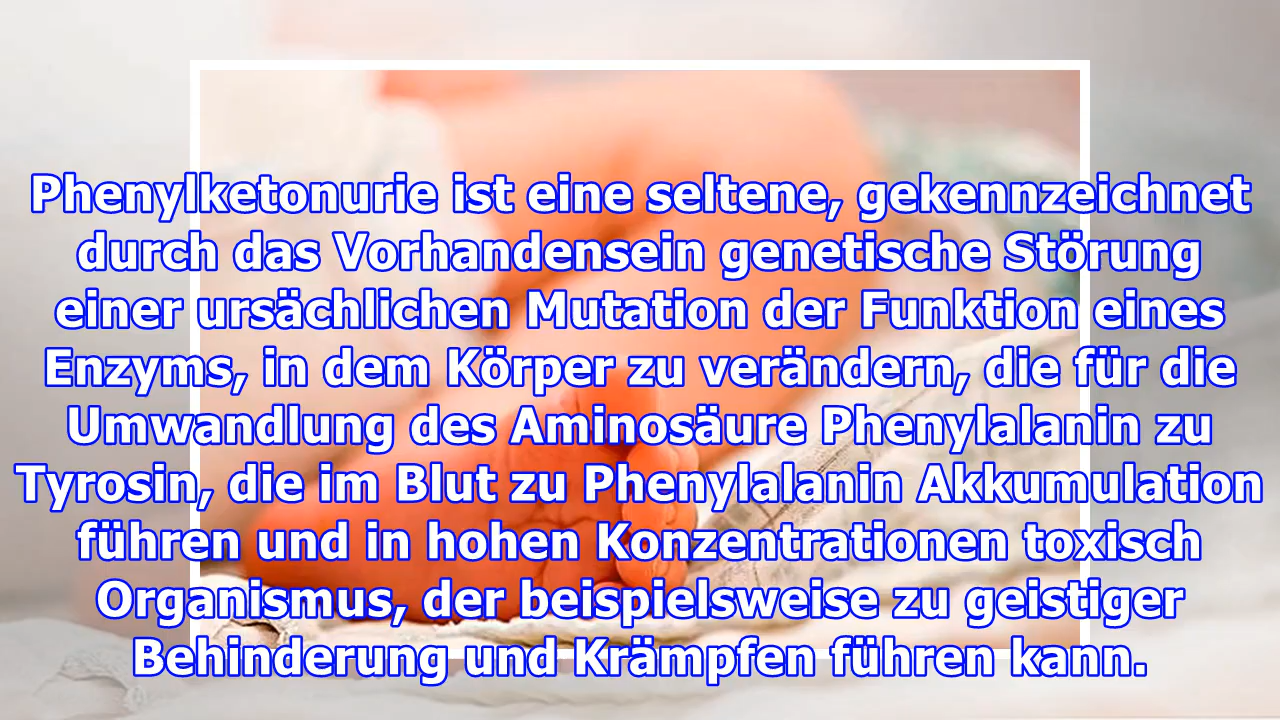 Phenylketonurie ist eine seltene, gekennzeichnet
durch das Vorhandensein genetische Störung
einer ursächlichen Mutation der Funktion eines
Enzyms, in dem Körper zu verändern, die für die
Umwandlung des Aminosäure Phenylalanin zu
Tyrosin, die im Blut zu Phenylalanin Akkumulation
führen und in hohen Konzentrationen toxisch
Organismus, der beispielsweise zu geistiger
Behinderung und Krämpfen führen kann.